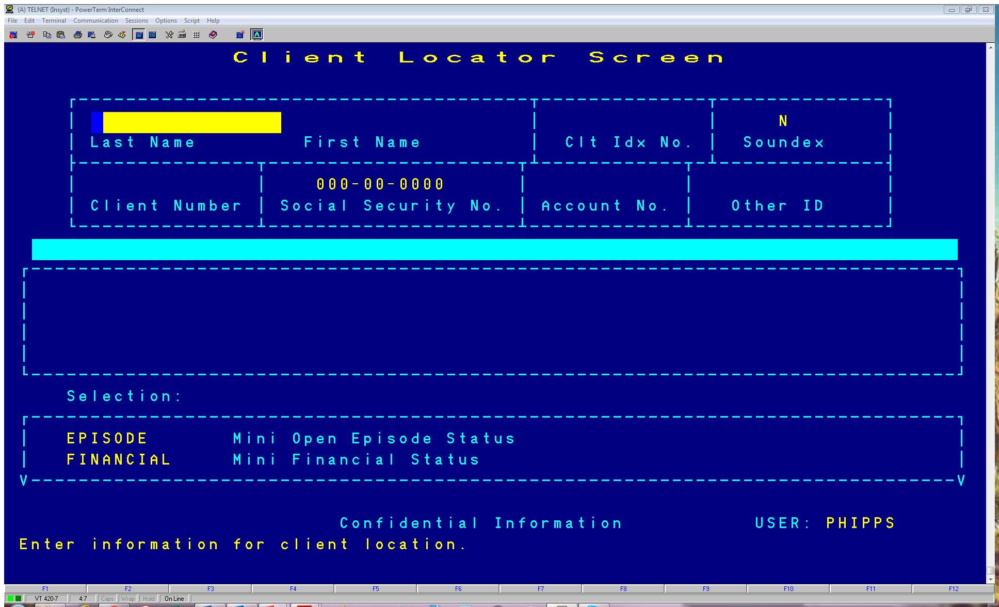 (A) TELNET (Insyst) - PowerTerm InterConnect
File Edit Terminal Communication Sessions Options Script Help
80 132 A
Client Locator Screen
N
Last Name First Name Clt Idx No. Soundex
000-00-0000
Client Number Social Security No. Account No. Other ID
Selection:
EPISODE Mini Open Episode Status
FINANCIAL Mini Financial Status
V V
Confidential Information USER: PHIPPS
Enter information for client location.
F1 F2 F3 F4 F5 F6 F7 F8 F9 F10 F11 F12
VT 420-7 4:7 Caps Wrap Hold On Line